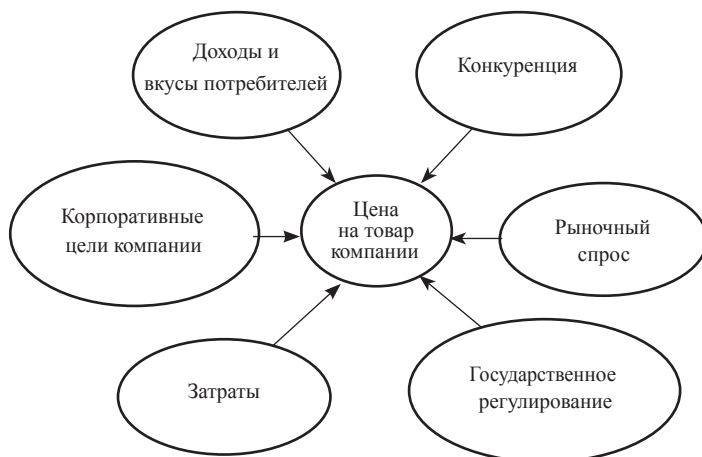 Доходы и
вкусы потребителей
Конкуренция
Корпоративные
цели компании
Цена
на товар
компании
Рыночный
спрос
Затраты
Государственное
регулирование